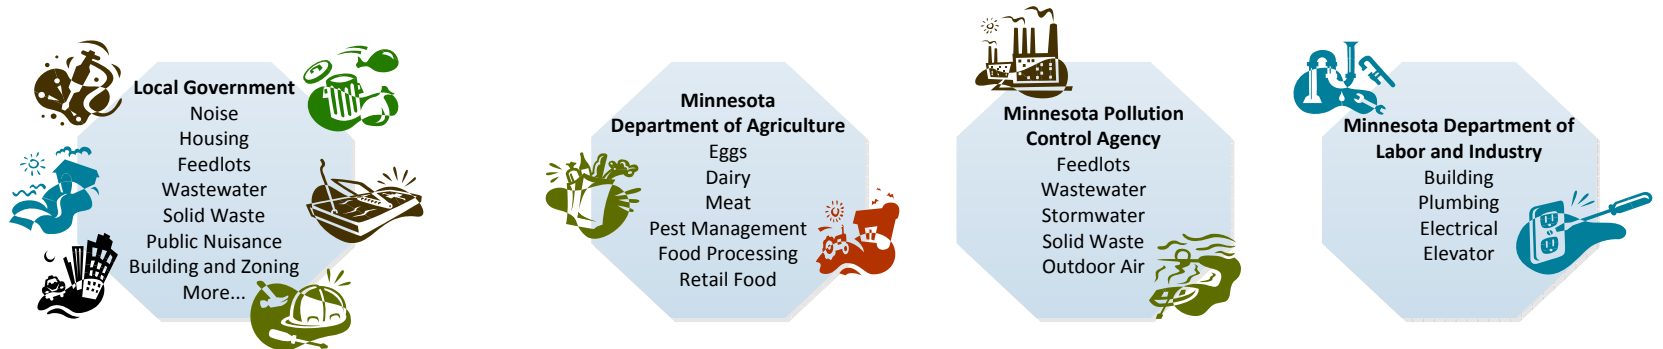 Local Government
Noise
Housing
Feedlots
Wastewater
Solid Waste
Public Nuisance
Building and Zoning
More...
Minnesota
Department of Agriculture
Eggs
Dairy
Meat
Pest Management
Food Processing
Retail Food
Minnesota Pollution
Control Agency
Feedlots
Wastewater
Stormwater
Solid Waste
Outdoor Air
Minnesota Department of
Labor and Industry
Building
Plumbing
Electrical
Elevator